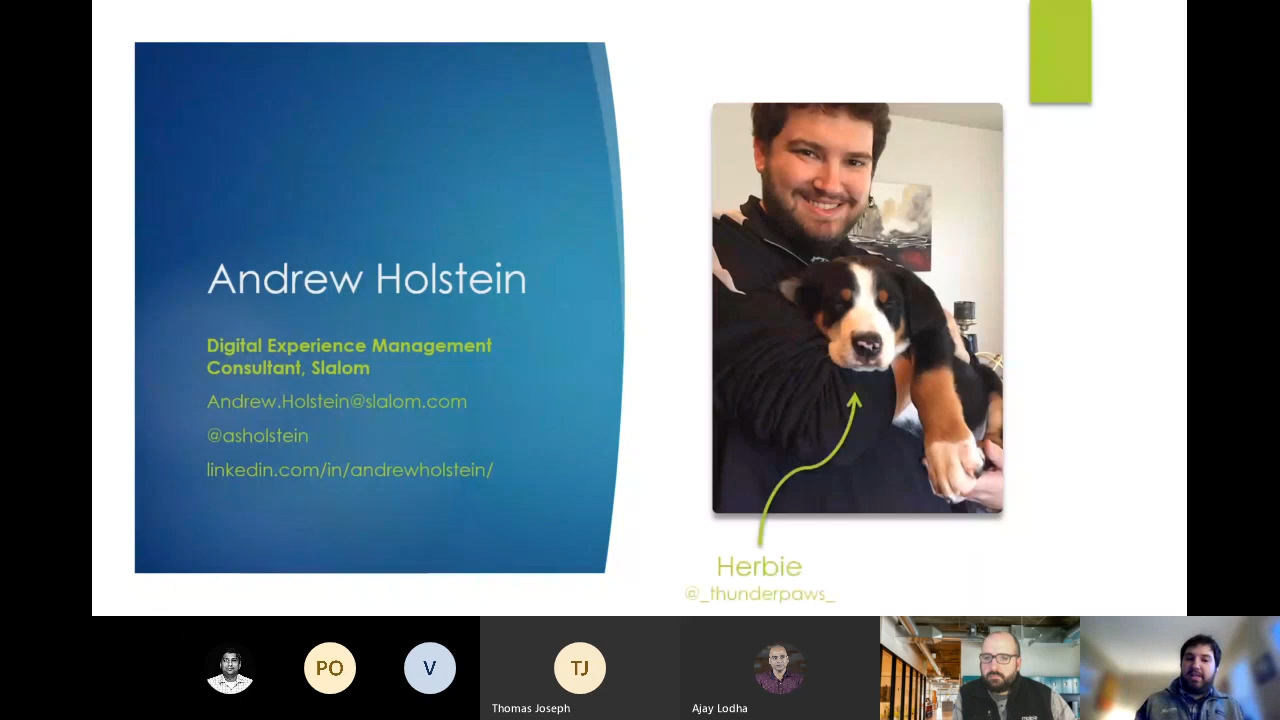 Andrew Holstein
Digital Experience Management
Consultant, Slalom
Andrew.Holstein@slalom.com
@asholstein
linkedin.com/in/andrewholstein/
Herbie
@_thunderpaws_
PO
V
TJ
Thomas Joseph
Ajay Lodha